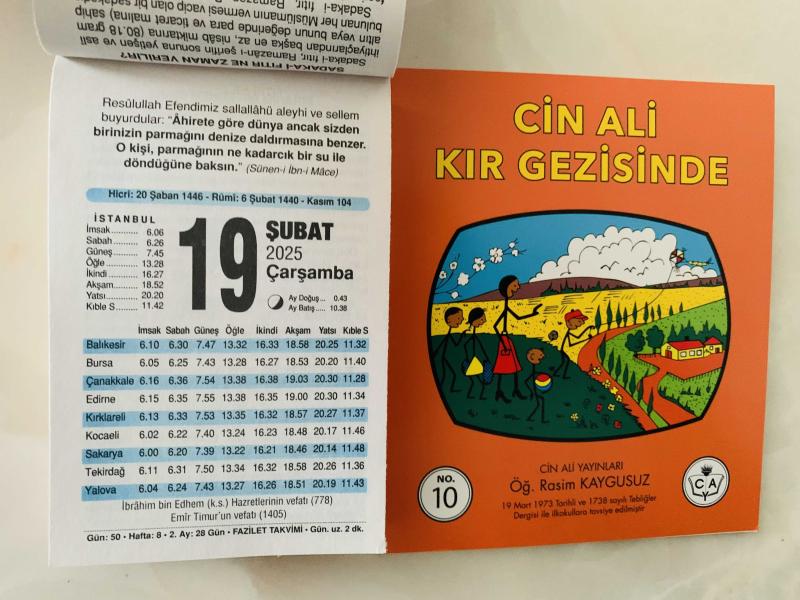 SADAKA-İ FITIR NE ZAMAN VERİLİR?
Sadaka-i fıtır, Ramazân-ı şerîfin sonuna yetişen ve aslî
ihtiyaçlarından başka en az, nisâb miktarına (80.18 gram
altın veya bunun değerinde para ve ticaret malına) sahip
bulunan her Müslümanın vermesi vacip olan bir sadakadır.
Resûlullah Efendimiz sallallâhü aleyhi ve sellem
buyurdular: "Âhirete göre dünya ancak sizden
birinizin parmağını denize daldırmasına benzer.
O kişi, parmağının ne kadarcık bir su ile
döndüğüne baksın." (Sünen-i İbn-i Mâce)
Hicri: 20 Şaban 1446 - Rûmi: 6 Şubat 1440 - Kasım 104
İSTANBUL
İmsak........... 6.06
Sabah.......... 6.26
Güneş.......... 7.45
Öğle............. 13.28
İkindi............ 16.27
Akşam......... 18.52
Yatsı............ 20.20
Kıble S......... 11.42
19
ŞUBAT
2025
Çarşamba
Ay Doğuş... 0.43
Ay Batış..... 10.38
İmsak Sabah Güneş Öğle İkindi Akşam Yatsı Kıble S
Balıkesir 6.10 6.30 7.47 13.32 16.33 18.58 20.25 11.32
Bursa 6.05 6.25 7.43 13.28 16.27 18.53 20.20 11.40
Çanakkale 6.16 6.36 7.54 13.38 16.38 19.03 20.30 11.28
Edirne 6.15 6.35 7.55 13.38 16.35 19.00 20.30 11.34
Kırklareli 6.13 6.33 7.53 13.35 16.32 18.57 20.27 11.37
Kocaeli 6.02 6.22 7.40 13.24 16.23 18.48 20.17 11.46
Sakarya 6.00 6.20 7.39 13.22 16.21 18.46 20.14 11.48
Tekirdağ 6.11 6.31 7.50 13.34 13.32 18.58 20.26 11.36
Yalova 6.04 6.24 7.43 13.27 16.26 18.51 20.19 11.43
İbrâhim bin Edhem (k.s.) Hazretlerinin vefatı (778)
Emîr Timur'un vefatı (1405)
Gün: 50 • Hafta: 8 • 2. Ay: 28 Gün • FAZİLET TAKVİMİ • Gün. uz. 2 dk.
CİN ALİ
KIR GEZİSİNDE
NO.
10
CİN ALİ YAYINLARI
Öğ. Rasim KAYGUSUZ
19 Mart 1973 Tarihli ve 1738 sayılı Tebliğler
Dergisi ile ilkokullara tavsiye edilmiştir
C A
Y